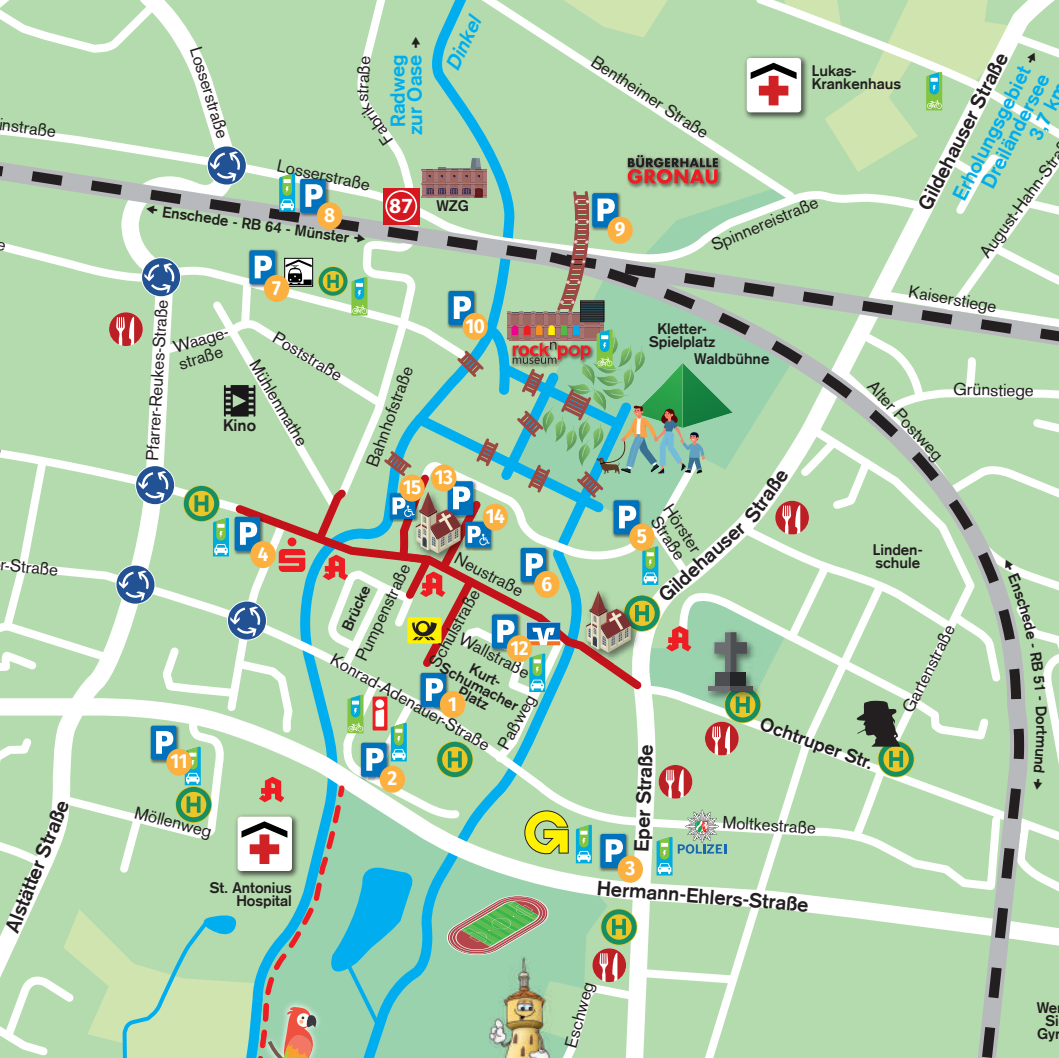 Dinkel
Radweg
zur Oase
Losserstraße
Fabrikstraße
Bentheimer Straße
Lukas-
Krankenhaus
Gildehauser Straße
Erholungsgebiet
Dreiländersee
3,7 km
August-Hahn-Straß
instraße
Losserstraße
P
8
87
WZG
BÜRGERHALLE
GRONAU
P
9
Spinnereistraße
Enschede - RB 64 - Münster
P
7
H
P
10
rock'n'pop
museum
Kletter-
Spielplatz
Waldbühne
Kaiserstiege
Pfarrer-Reukes-Straße
Waage-
straße
Poststraße
Mühlenmathe
Kino
Bahnhofstraße
Grünstiege
Alter Postweg
H
P
4
15
13
P
P
14
P
P
5
Hörster
Straße
Gildehauser Straße
Linden-
schule
r-Straße
Neustraße
P
6
Brücke
Pumpenstraße
Schulstraße
P
12
Wallstraße
Kurt-
Schumacher
Platz
H
Enschede - RB 51 - Dortmund
Gartenstraße
Konrad-Adenauer-Straße
P
1
Paßweg
H
Ochtruper Str.
H
i
P
2
H
P
11
H
Möllenweg
Alstätter Straße
St. Antonius
Hospital
Eper Straße
G
P
3
Moltkestraße
POLIZEI
Hermann-Ehlers-Straße
H
Eschweg
We
Si
Gy